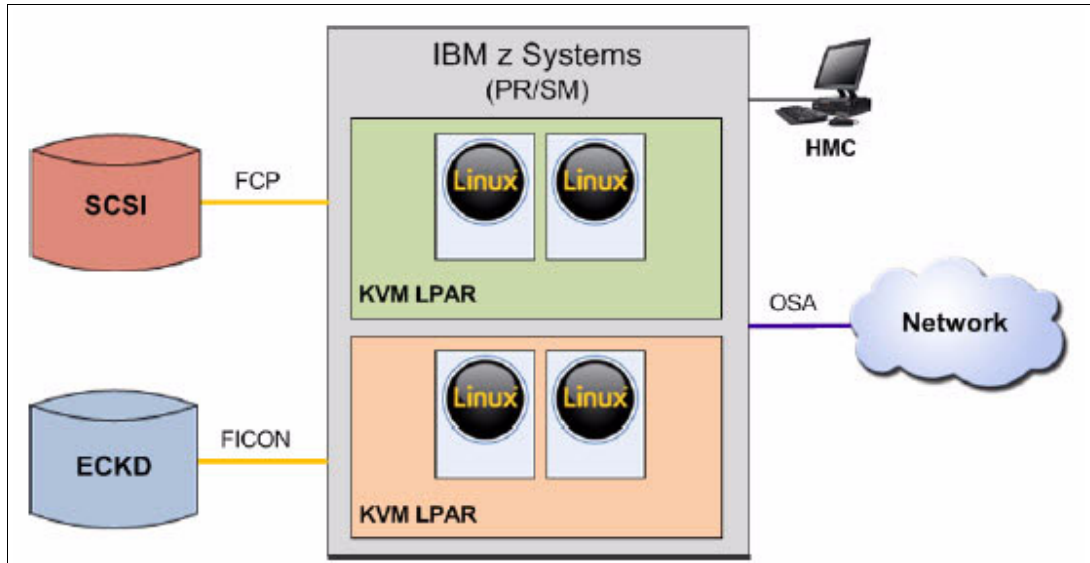 IBM z Systems
(PR/SM)
HMC
SCSI
FCP
Linux
Linux
KVM LPAR
OSA
Network
ECKD
FICON
Linux
Linux
KVM LPAR